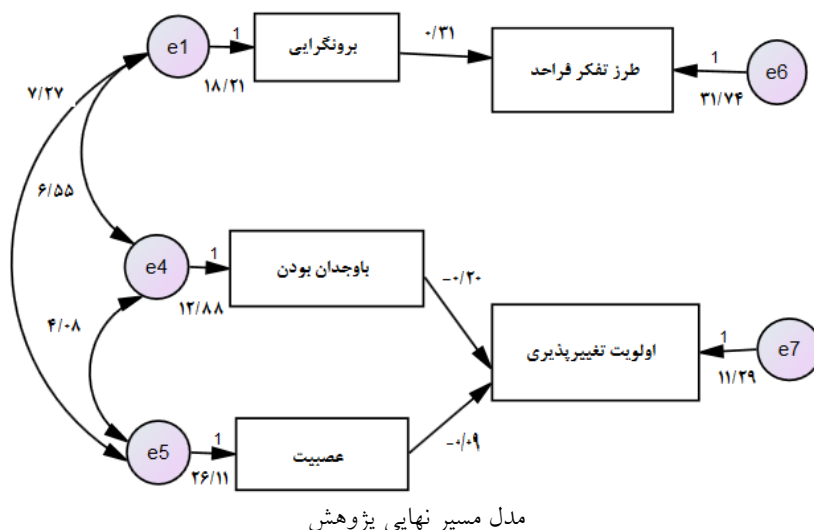 e1
1
۱۸/۲۱
برونگرایی
۰/۳۱
طرز تفکر فراحد
1
۳۱/۷۴
e6
۷/۲۷
۶/۵۵
e4
1
۱۲/۸۸
باوجدان بودن
-۰/۲۰
اولویت تغییرپذیری
1
۱۱/۲۹
e7
۴/۰۸
e5
1
۲۶/۱۱
عصبیت
-۰/۰۹
مدل مسیر نهایی پژوهش